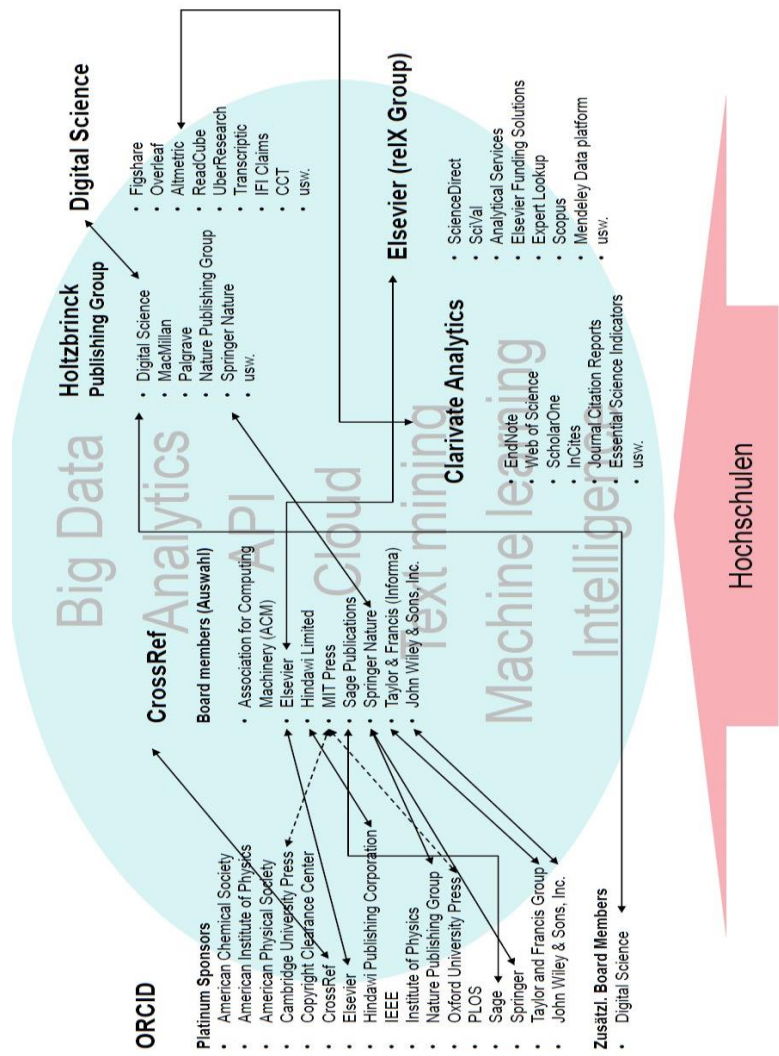 ORCID
Platinum Sponsors
• American Chemical Society
• American Institute of Physics
• American Physical Society
• Cambridge University Press
• Copyright Clearance Center
• CrossRef
• Elsevier
• Hindawi Publishing Corporation
• IEEE
• Institute of Physics
• Nature Publishing Group
• Oxford University Press
• PLOS
• Sage
• Springer
• Taylor and Francis Group
• John Wiley & Sons, Inc.
Zusätzl. Board Members
• Digital Science
CrossRef
Board members (Auswahl)
• Association for Computing
Machinery (ACM)
• Elsevier
• Hindawi Limited
• MIT Press
• Sage Publications
• Springer Nature
• Taylor & Francis (Informa)
• John Wiley & Sons, Inc.
Big Data
Analytics
API
Cloud
Text mining
Machine learning
Intelligence
Holtzbrinck
Publishing Group
• Digital Science
• MacMillan
• Palgrave
• Nature Publishing Group
• Springer Nature
• usw.
Digital Science
• Figshare
• Overleaf
• Altmetric
• ReadCube
• UberResearch
• Transcriptic
• IFI Claims
• CCT
• usw.
Clarivate Analytics
• EndNote
• Web of Science
• ScholarOne
• InCites
• Journal Citation Reports
• Essential Science Indicators
• usw.
Elsevier (relX Group)
• ScienceDirect
• SciVal
• Analytical Services
• Elsevier Funding Solutions
• Expert Lookup
• Scopus
• Mendeley Data platform
• usw.
Hochschulen